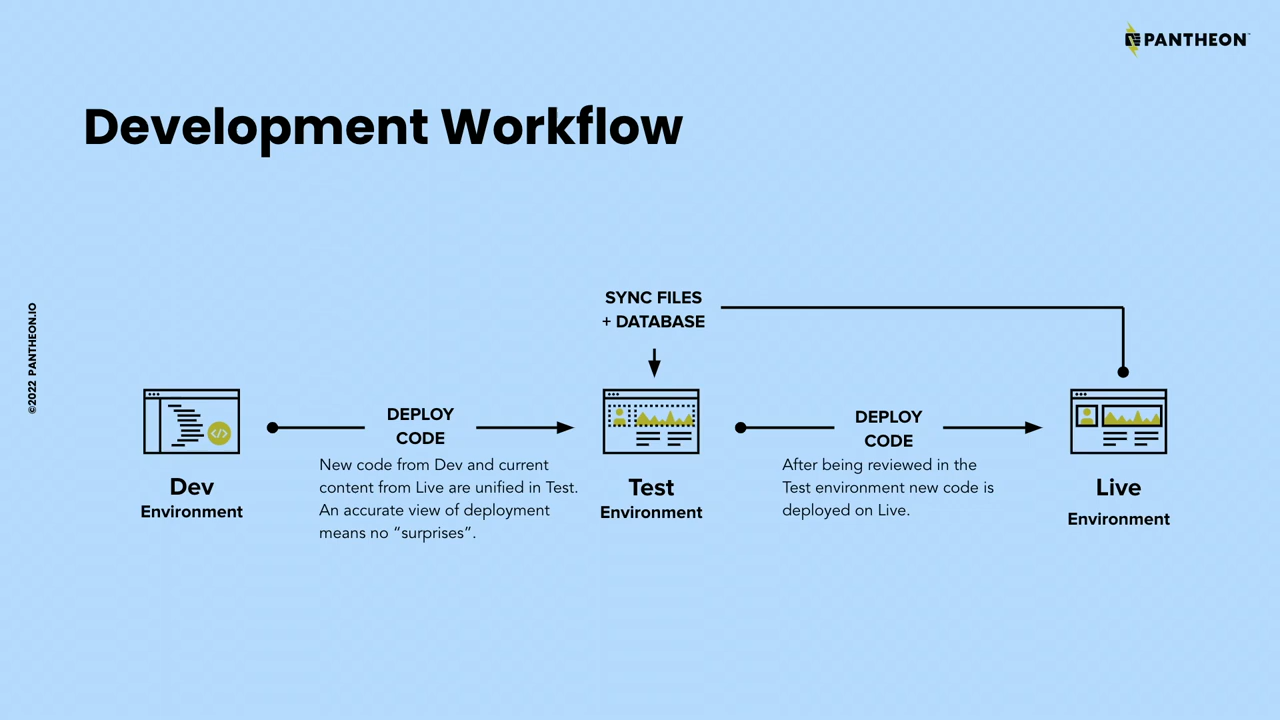 PANTHEON
Development Workflow
SYNC FILES
+ DATABASE
©2022 PANTHEON.IO
DEPLOY
CODE
New code from Dev and current
content from Live are unified in Test.
An accurate view of deployment
means no “surprises”.
DEPLOY
CODE
After being reviewed in the
Test environment new code is
deployed on Live.
Dev
Environment
Test
Environment
Live
Environment